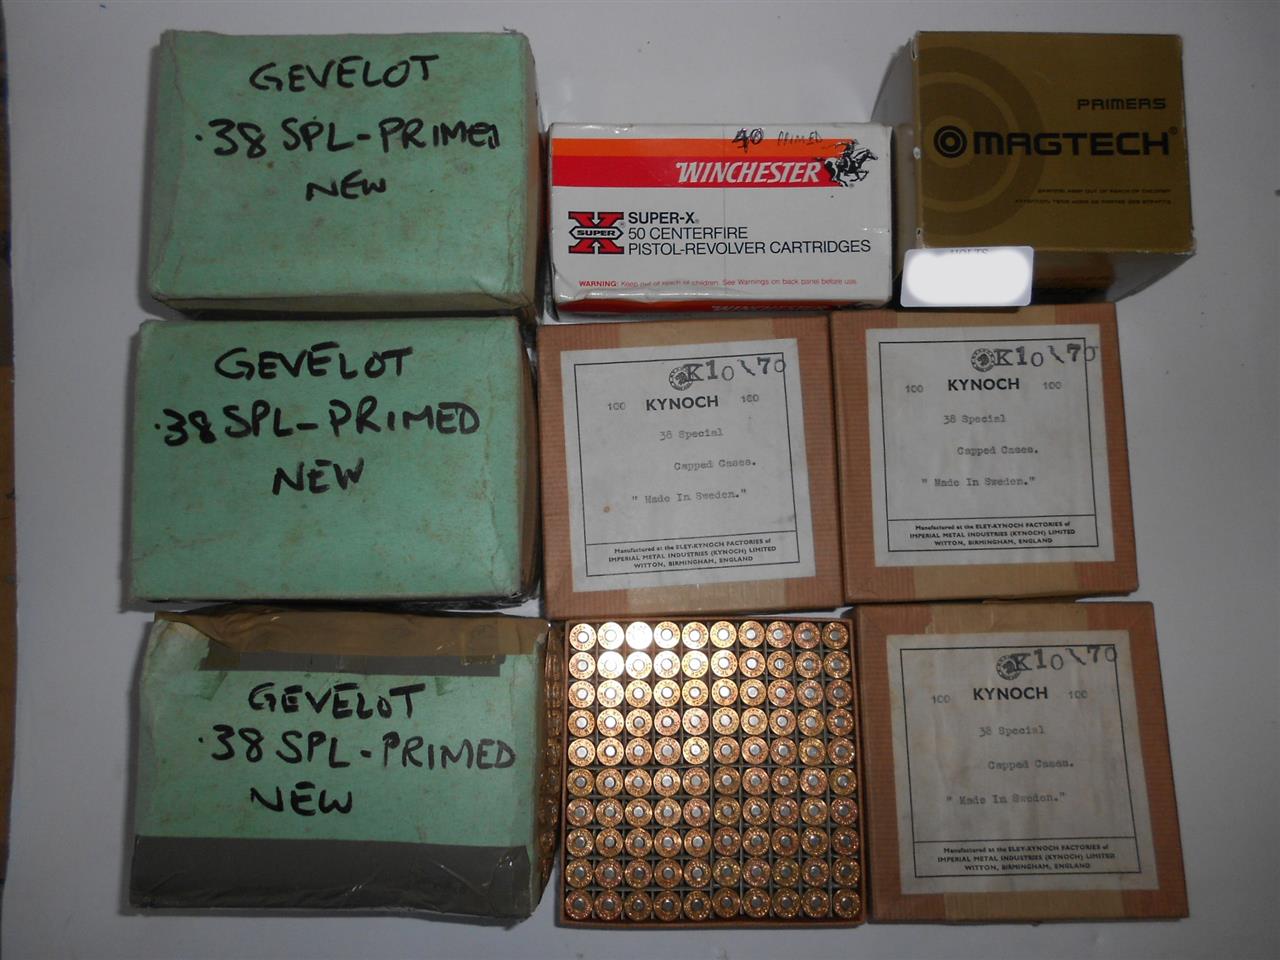 GEVELOT
.38 SPL-PRIMED
NEW
40 PRIMED
WINCHESTER
SUPER
SUPER-X®
50 CENTERFIRE
PISTOL-REVOLVER CARTRIDGES
WARNING: Keep out of reach of children. See Warnings on back panel before use.
WINCHESTER
PRIMERS
MAGTECH®
GEVELOT
.38 SPL-PRIMED
NEW
K10\70
100 KYNOCH 100
38 Special
Capped Cases.
"Made In Sweden."
Manufactured at the ELEY-KYNOCH FACTORIES of
IMPERIAL METAL INDUSTRIES (KYNOCH) LIMITED
WITTON, BIRMINGHAM, ENGLAND
K10\70
100 KYNOCH 100
38 Special
Capped Cases.
"Made In Sweden."
Manufactured at the ELEY-KYNOCH FACTORIES of
IMPERIAL METAL INDUSTRIES (KYNOCH) LIMITED
WITTON, BIRMINGHAM, ENGLAND
GEVELOT
.38 SPL-PRIMED
NEW
K10\70
100 KYNOCH 100
38 Special
Capped Cases.
"Made In Sweden."
Manufactured at the ELEY-KYNOCH FACTORIES of
IMPERIAL METAL INDUSTRIES (KYNOCH) LIMITED
WITTON, BIRMINGHAM, ENGLAND